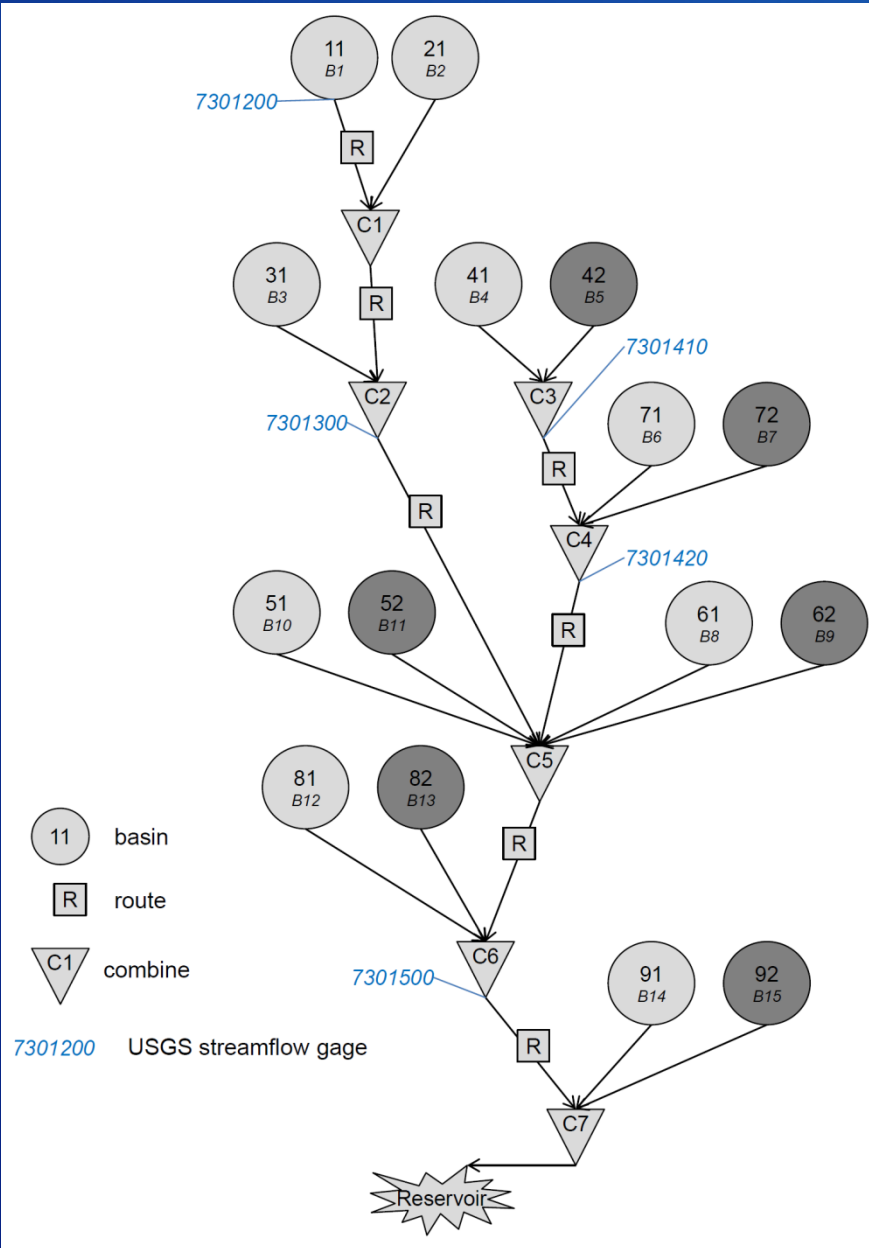 11
B1
21
B2
7301200
R
C1
31
B3
R
41
B4
42
B5
7301410
C2
C3
7301300
71
B6
72
B7
R
R
C4
7301420
51
B10
52
B11
R
61
B8
62
B9
C5
81
B12
82
B13
11 basin
R
R route
C1 combine
C6
7301500
91
B14
92
B15
7301200 USGS streamflow gage
R
C7
Reservoir